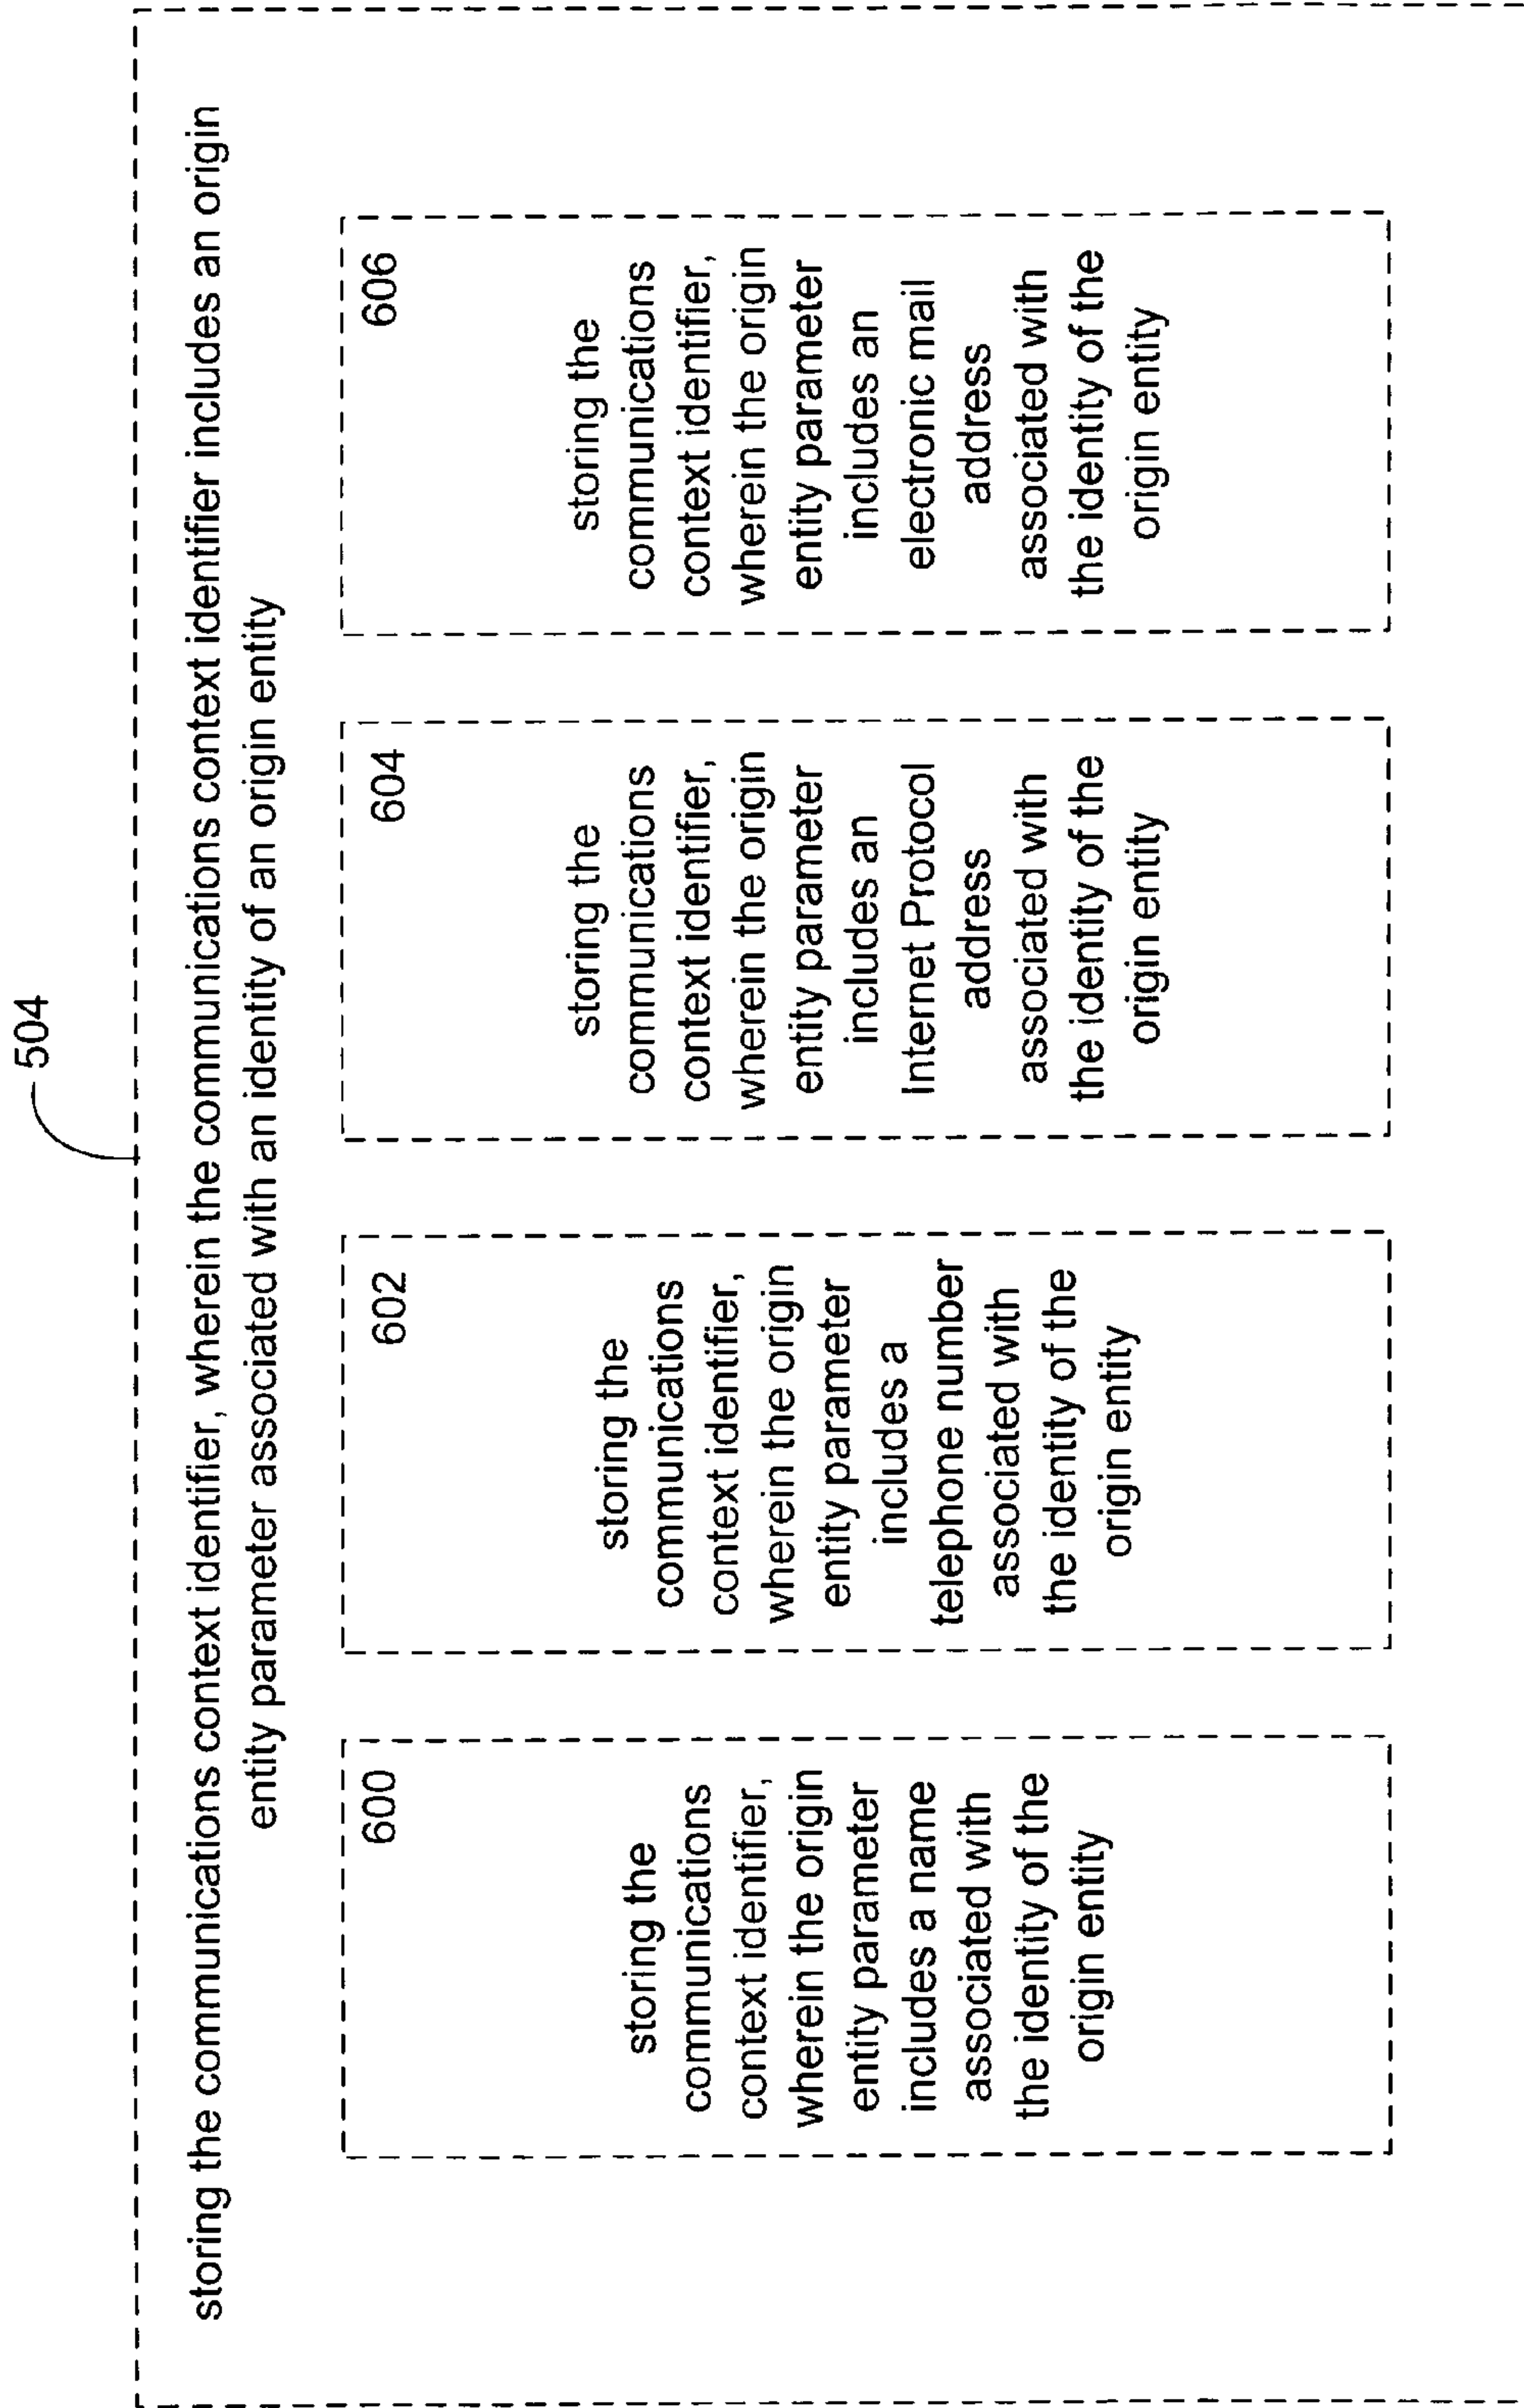 504
storing the communications context identifier, wherein the communications context identifier includes an origin
entity parameter associated with an identity of an origin entity
600
storing the
communications
context identifier,
wherein the origin
entity parameter
includes a name
associated with
the identity of the
origin entity
602
storing the
communications
context identifier,
wherein the origin
entity parameter
includes a
telephone number
associated with
the identity of the
origin entity
604
storing the
communications
context identifier,
wherein the origin
entity parameter
includes an
Internet Protocol
address
associated with
the identity of the
origin entity
606
storing the
communications
context identifier,
wherein the origin
entity parameter
includes an
electronic mail
address
associated with
the identity of the
origin entity